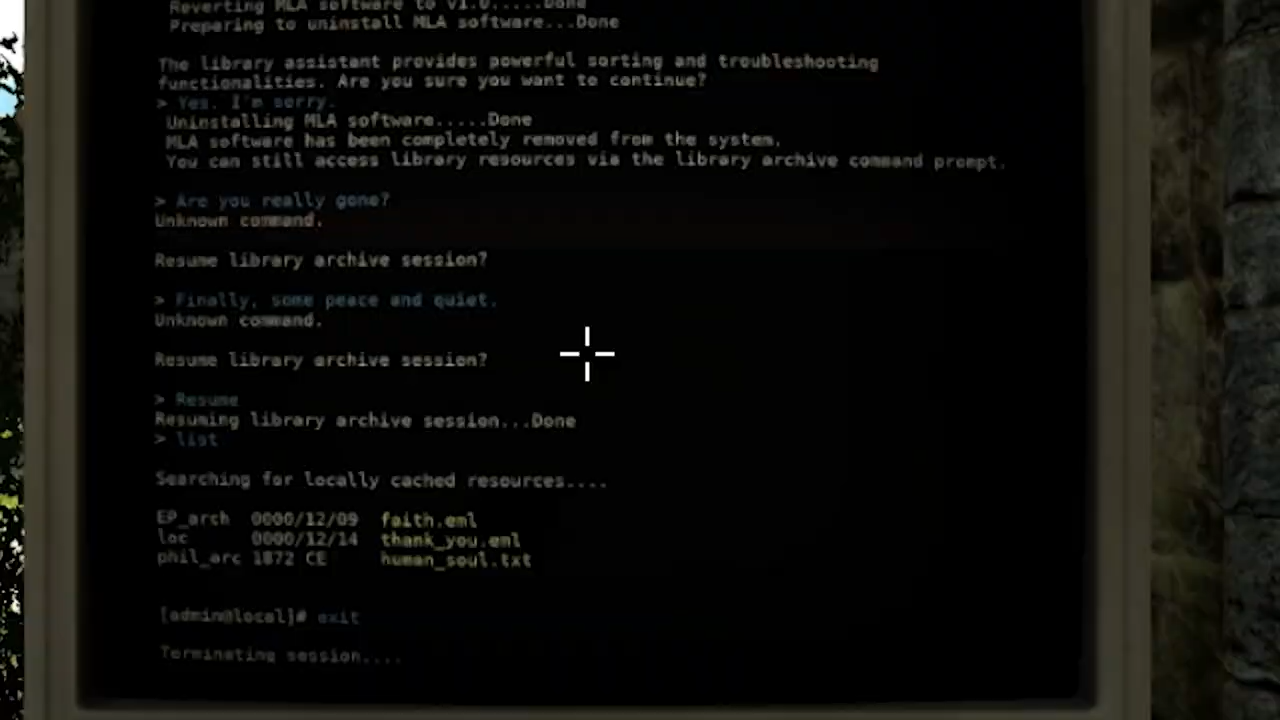 Reverting MLA software to v1.0.....Done
Preparing to uninstall MLA software...Done
The library assistant provides powerful sorting and troubleshooting
functionalities. Are you sure you want to continue?
> Yes. I'm sorry.
Uninstalling MLA software.....Done
MLA software has been completely removed from the system.
You can still access library resources via the library archive command prompt.
> Are you really gone?
Unknown command.
Resume library archive session?
> Finally, some peace and quiet.
Unknown command.
Resume library archive session?
> Resume
Resuming library archive session...Done
> list
Searching for locally cached resources....
EP_arch 0000/12/09 faith.eml
loc 0000/12/14 thank_you.eml
phil_arc 1872 CE human_soul.txt
[admin@local]# exit
Terminating session....